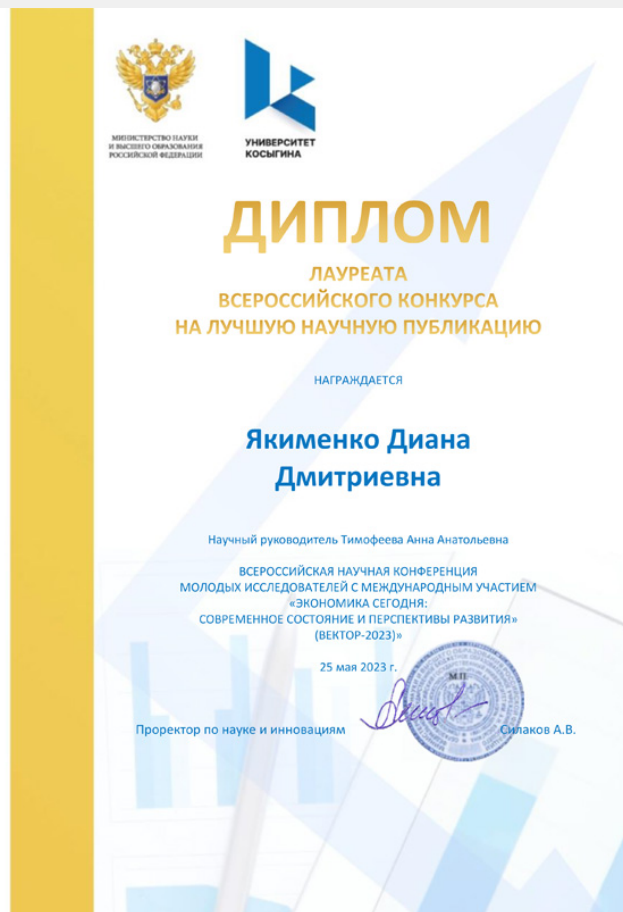 МИНИСТЕРСТВО НАУКИ
И ВЫСШЕГО ОБРАЗОВАНИЯ
РОССИЙСКОЙ ФЕДЕРАЦИИ
УНИВЕРСИТЕТ
КОСЫГИНА
ДИПЛОМ
ЛАУРЕАТА
ВСЕРОССИЙСКОГО КОНКУРСА
НА ЛУЧШУЮ НАУЧНУЮ ПУБЛИКАЦИЮ
НАГРАЖДАЕТСЯ
Якименко Диана
Дмитриевна
Научный руководитель Тимофеева Анна Анатольевна
ВСЕРОССИЙСКАЯ НАУЧНАЯ КОНФЕРЕНЦИЯ
МОЛОДЫХ ИССЛЕДОВАТЕЛЕЙ С МЕЖДУНАРОДНЫМ УЧАСТИЕМ
«ЭКОНОМИКА СЕГОДНЯ:
СОВРЕМЕННОЕ СОСТОЯНИЕ И ПЕРСПЕКТИВЫ РАЗВИТИЯ»
(ВЕКТОР-2023)»
25 мая 2023 г.
М.П
Проректор по науке и инновациям Силаков А.В.